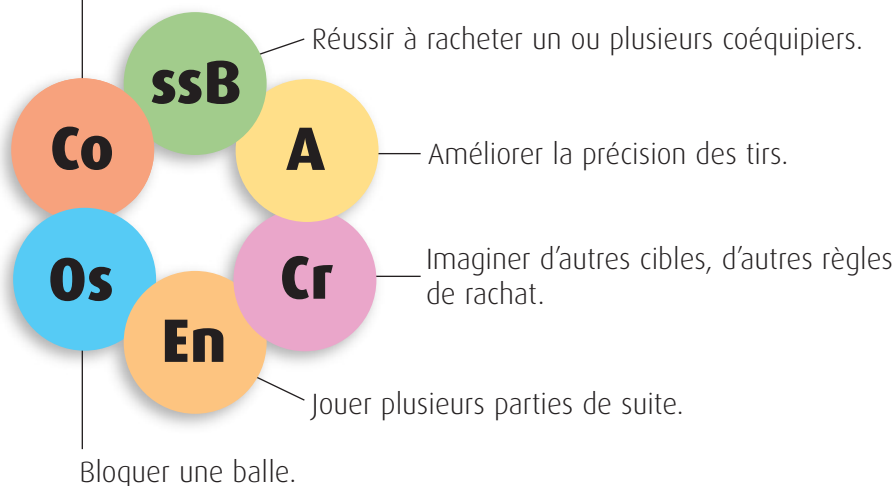 ssB
Réussir à racheter un ou plusieurs coéquipiers.
Co
A
Améliorer la précision des tirs.
Os
Cr
Imaginer d’autres cibles, d’autres règles
de rachat.
En
Jouer plusieurs parties de suite.
Bloquer une balle.